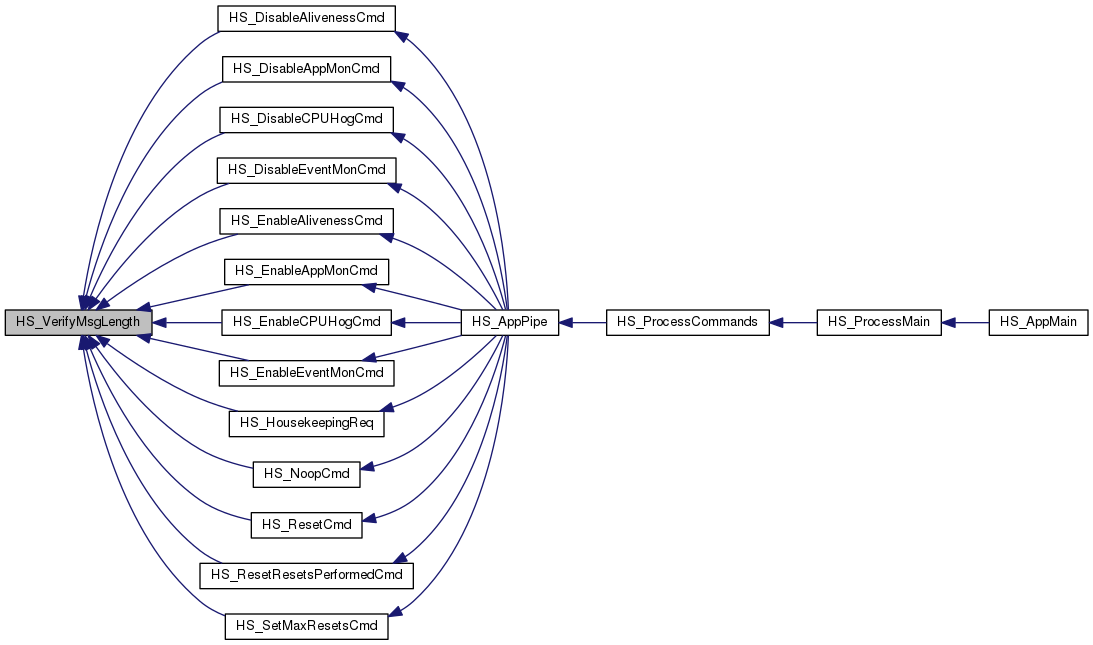 HS_DisableAlivenessCmd
HS_DisableAppMonCmd
HS_DisableCPUHogCmd
HS_DisableEventMonCmd
HS_EnableAlivenessCmd
HS_EnableAppMonCmd
HS_VerifyMsgLength
HS_EnableCPUHogCmd
HS_AppPipe
HS_ProcessCommands
HS_ProcessMain
HS_AppMain
HS_EnableEventMonCmd
HS_HousekeepingReq
HS_NoopCmd
HS_ResetCmd
HS_ResetResetsPerformedCmd
HS_SetMaxResetsCmd